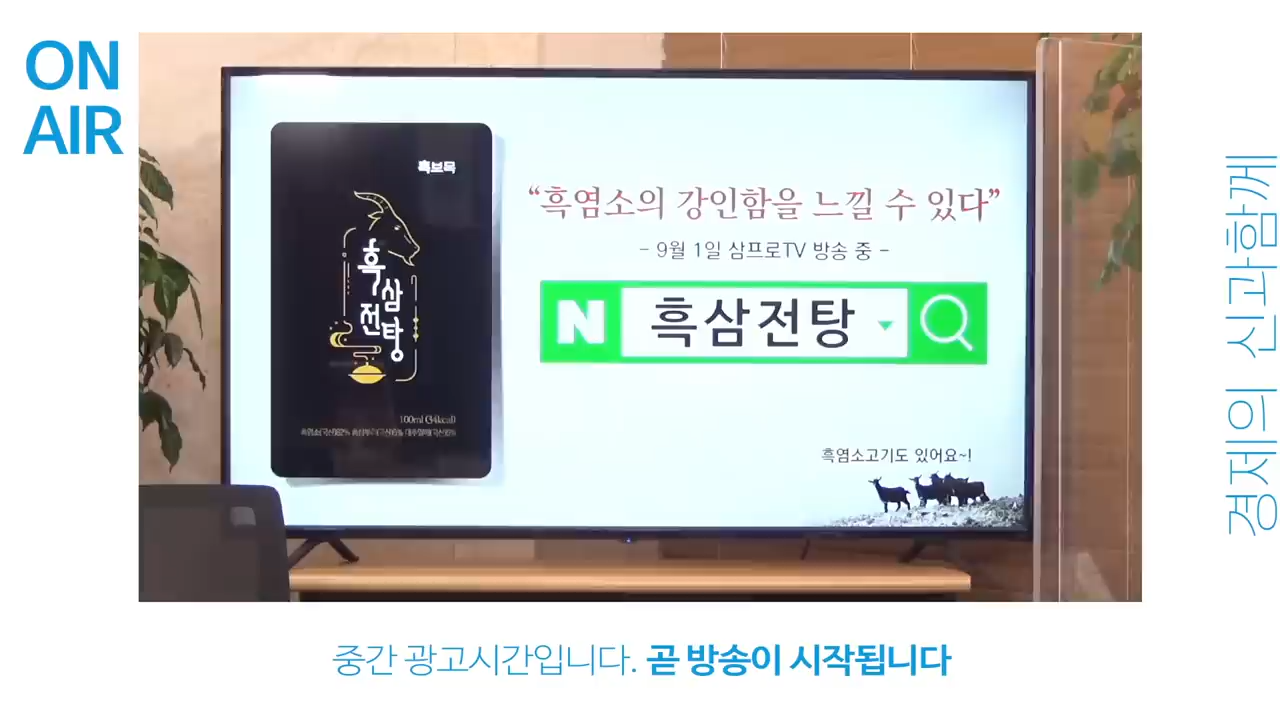 ON
AIR
흑보목
흑삼전탕
100ml (34kcal)
“흑염소의 강인함을 느낄 수 있다”
- 9월 1일 삼프로TV 방송 중 -
N 흑삼전탕
흑염소고기도 있어요~!
경제의 신과함께
중간 광고시간입니다. 곧 방송이 시작됩니다